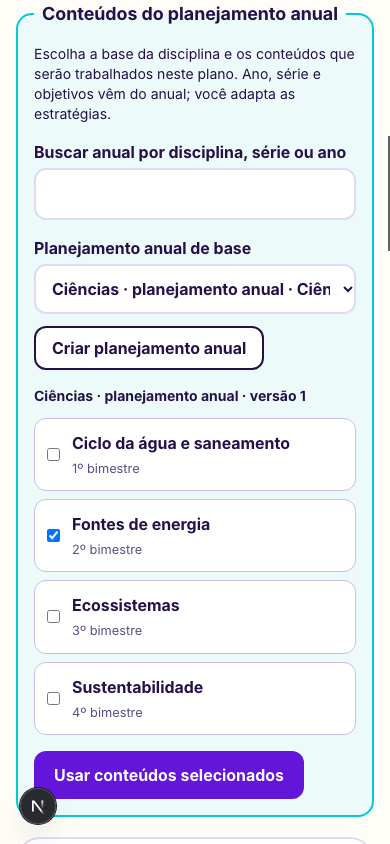 Conteúdos do planejamento anual
Escolha a base da disciplina e os conteúdos que
serão trabalhados neste plano. Ano, série e
objetivos vêm do anual; você adapta as
estratégias.
Buscar anual por disciplina, série ou ano
Planejamento anual de base
Ciências · planejamento anual · Ciên
Criar planejamento anual
Ciências · planejamento anual · versão 1
Ciclo da água e saneamento
1º bimestre
Fontes de energia
2º bimestre
Ecossistemas
3º bimestre
Sustentabilidade
4º bimestre
Usar conteúdos selecionados
N